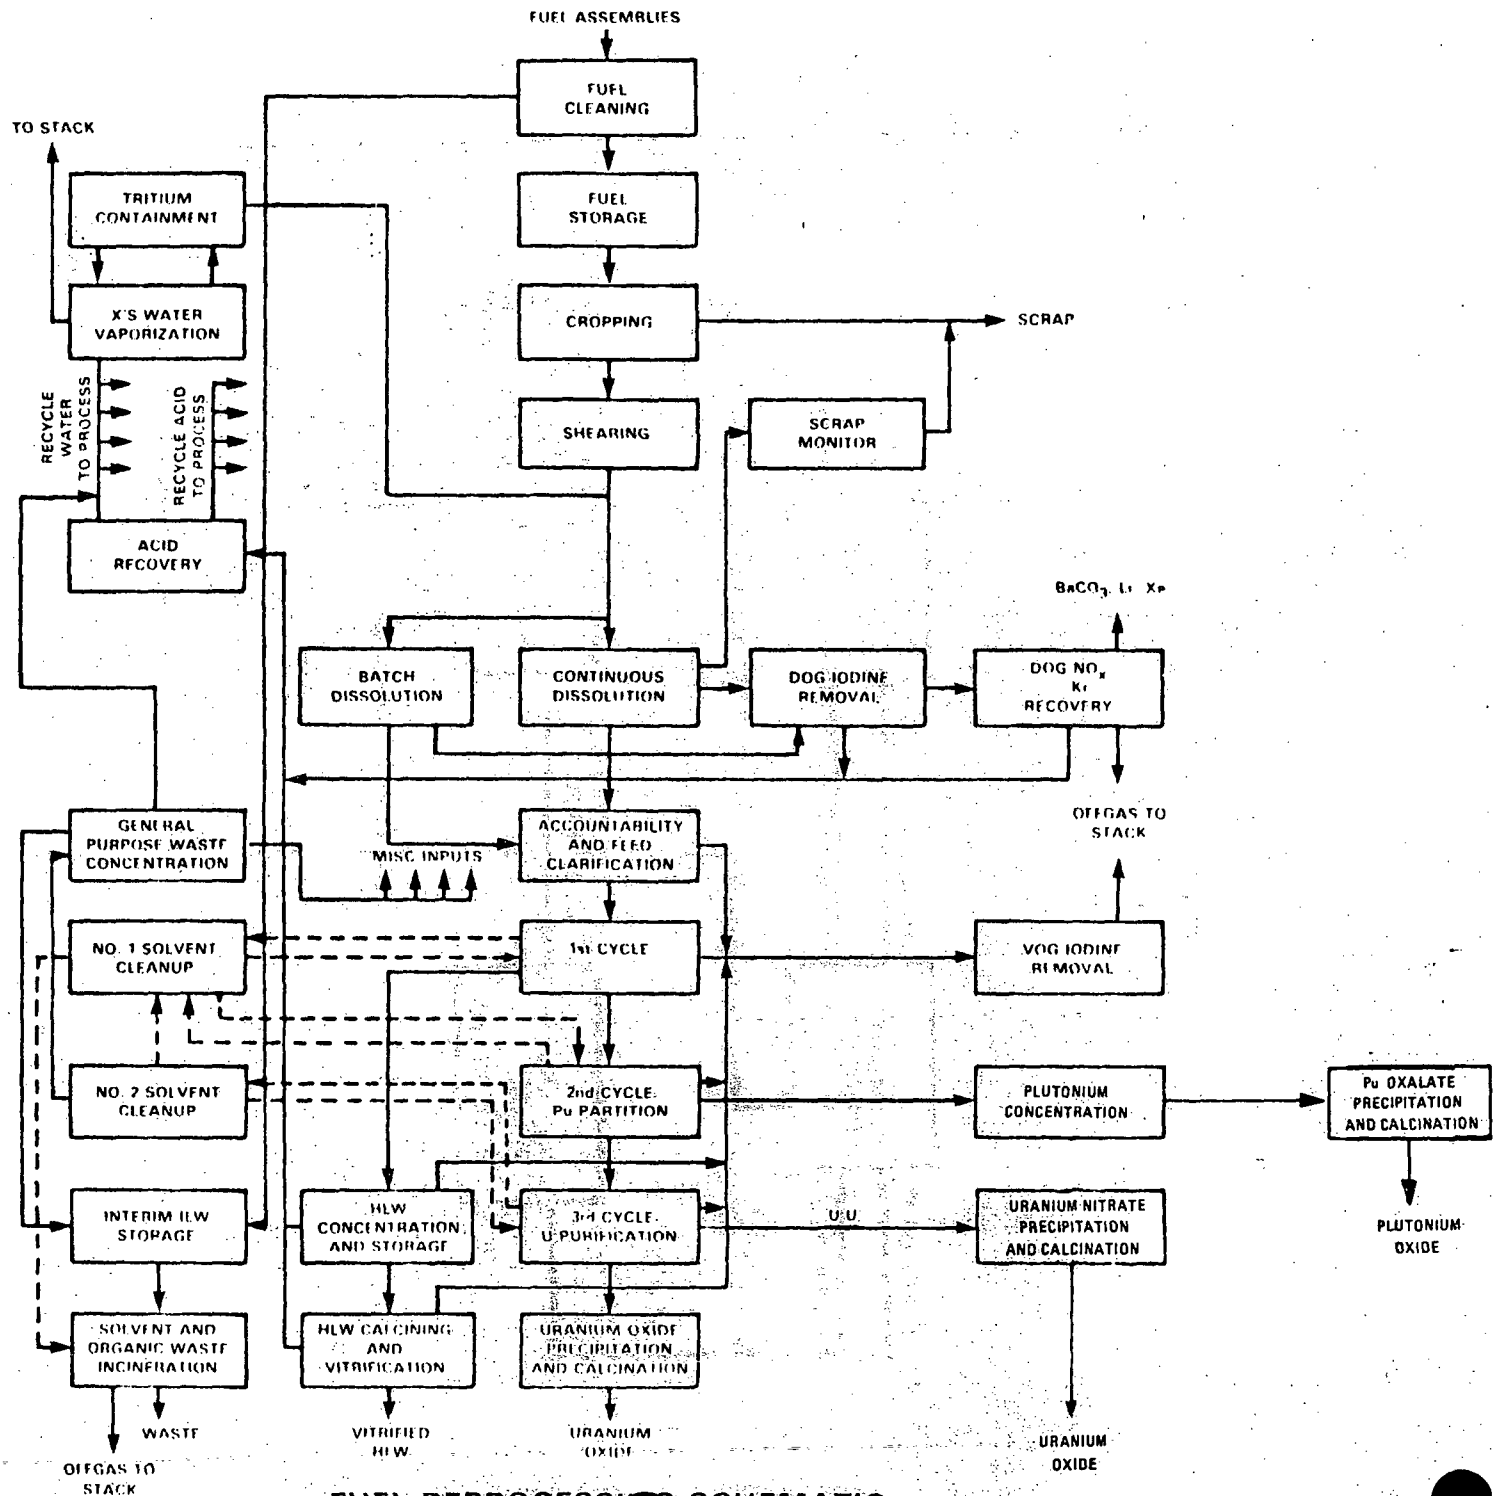 FUEL ASSEMBLIES
FUEL
CLEANING
TO STACK
TRITIUM
CONTAINMENT
FUEL
STORAGE
X'S WATER
VAPORIZATION
CROPPING
SCRAP
RECYCLE
WATER
TO PROCESS
RECYCLE ACID
TO PROCESS
SHEARING
SCRAP
MONITOR
ACID
RECOVERY
BaCO3,
BATCH
DISSOLUTION
CONTINUOUS
DISSOLUTION
DOG IODINE
REMOVAL
DOG NOx
Kr
RECOVERY
OFFGAS TO
STACK
GENERAL
PURPOSE WASTE
CONCENTRATION
MISC INPUTS
ACCOUNTABILITY
AND FEED
CLARIFICATION
NO. 1 SOLVENT
CLEANUP
1st CYCLE
VOG IODINE
REMOVAL
NO. 2 SOLVENT
CLEANUP
2nd CYCLE
Pu PARTITION
PLUTONIUM
CONCENTRATION
Pu OXALATE
PRECIPITATION
AND CALCINATION
INTERIM ILW
STORAGE
HLW
CONCENTRATION
AND STORAGE
3rd CYCLE
U PURIFICATION
U U
URANIUM NITRATE
PRECIPITATION
AND CALCINATION
PLUTONIUM
OXIDE
SOLVENT AND
ORGANIC WASTE
INCINERATION
HLW CALCINING
AND
VITRIFICATION
URANIUM OXIDE
PRECIPITATION
AND CALCINATION
WASTE
OFFGAS TO
STACK
VITRIFIED
HLW
URANIUM
OXIDE
URANIUM
OXIDE
FUEL REPROCESSING SCHEMATIC